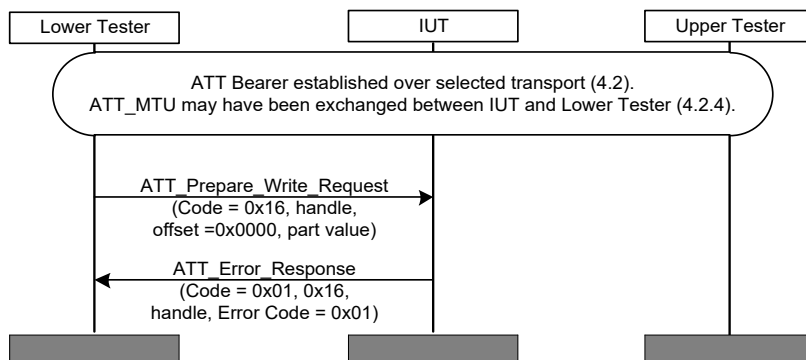 Lower Tester
IUT
Upper Tester
ATT Bearer established over selected transport (4.2).
ATT_MTU may have been exchanged between IUT and Lower Tester (4.2.4).
ATT_Prepare_Write_Request
(Code = 0x16, handle,
offset =0x0000, part value)
ATT_Error_Response
(Code = 0x01, 0x16,
handle, Error Code = 0x01)